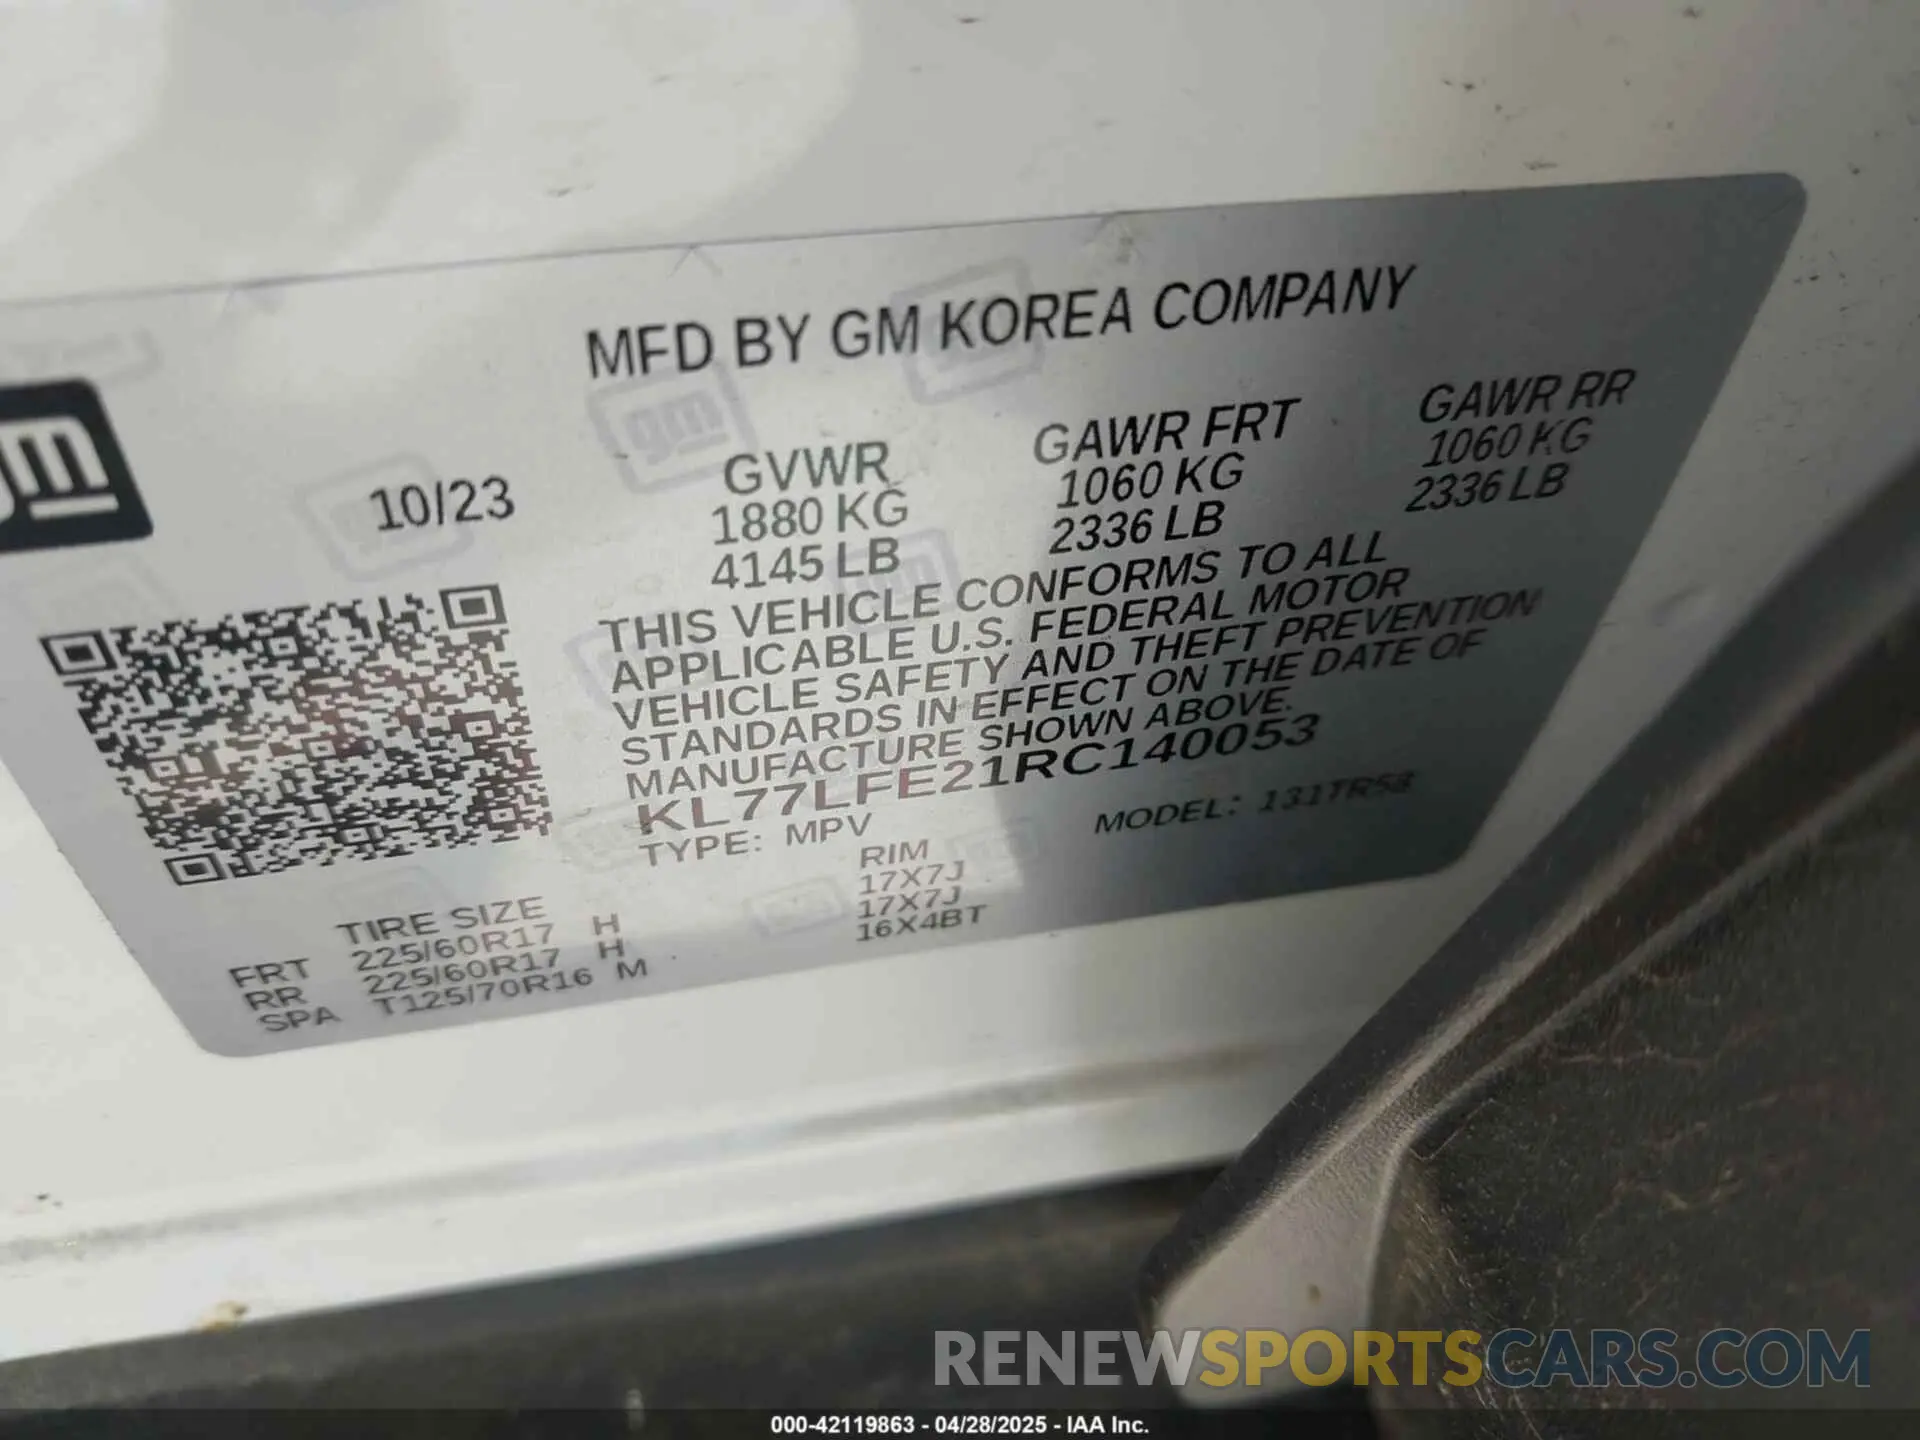 MFD BY GM KOREA COMPANY
gm
10/23
GVWR GAWR FRT GAWR RR
1880 KG 1060 KG 1060 KG
4145 LB 2336 LB 2336 LB
THIS VEHICLE CONFORMS TO ALL
APPLICABLE U.S. FEDERAL MOTOR
VEHICLE SAFETY AND THEFT PREVENTION
STANDARDS IN EFFECT ON THE DATE OF
MANUFACTURE SHOWN ABOVE.
KL77LFE21RC140053
TYPE: MPV MODEL: 131TR58
TIRE SIZE RIM
FRT 225/60R17 H 17X7J
RR 225/60R17 H 17X7J
SPA T125/70R16 M 16X4BT
RENEWSPORTSCARS.COM
000-42119863 - 04/28/2025 - IAA Inc.